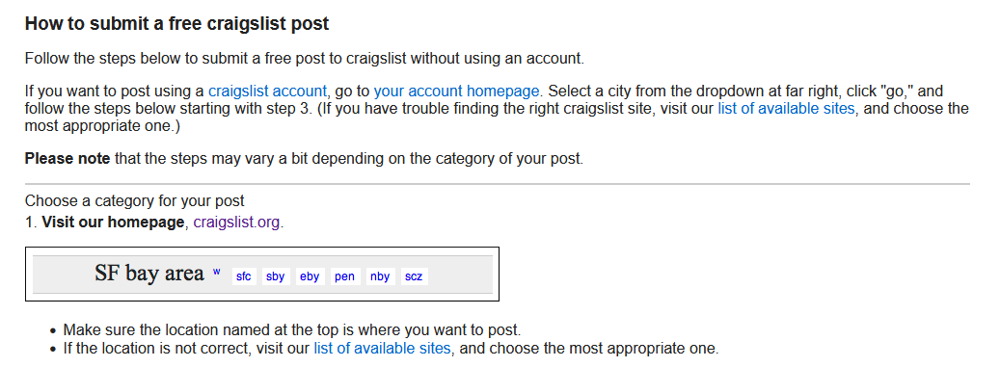 How to submit a free craigslist post
Follow the steps below to submit a free post to craigslist without using an account.
If you want to post using a craigslist account, go to your account homepage. Select a city from the dropdown at far right, click "go," and
follow the steps below starting with step 3. (If you have trouble finding the right craigslist site, visit our list of available sites, and choose the
most appropriate one.)
Please note that the steps may vary a bit depending on the category of your post.
Choose a category for your post
1. Visit our homepage, craigslist.org.
SF bay area w sfc sby eby pen nby scz
• Make sure the location named at the top is where you want to post.
• If the location is not correct, visit our list of available sites, and choose the most appropriate one.